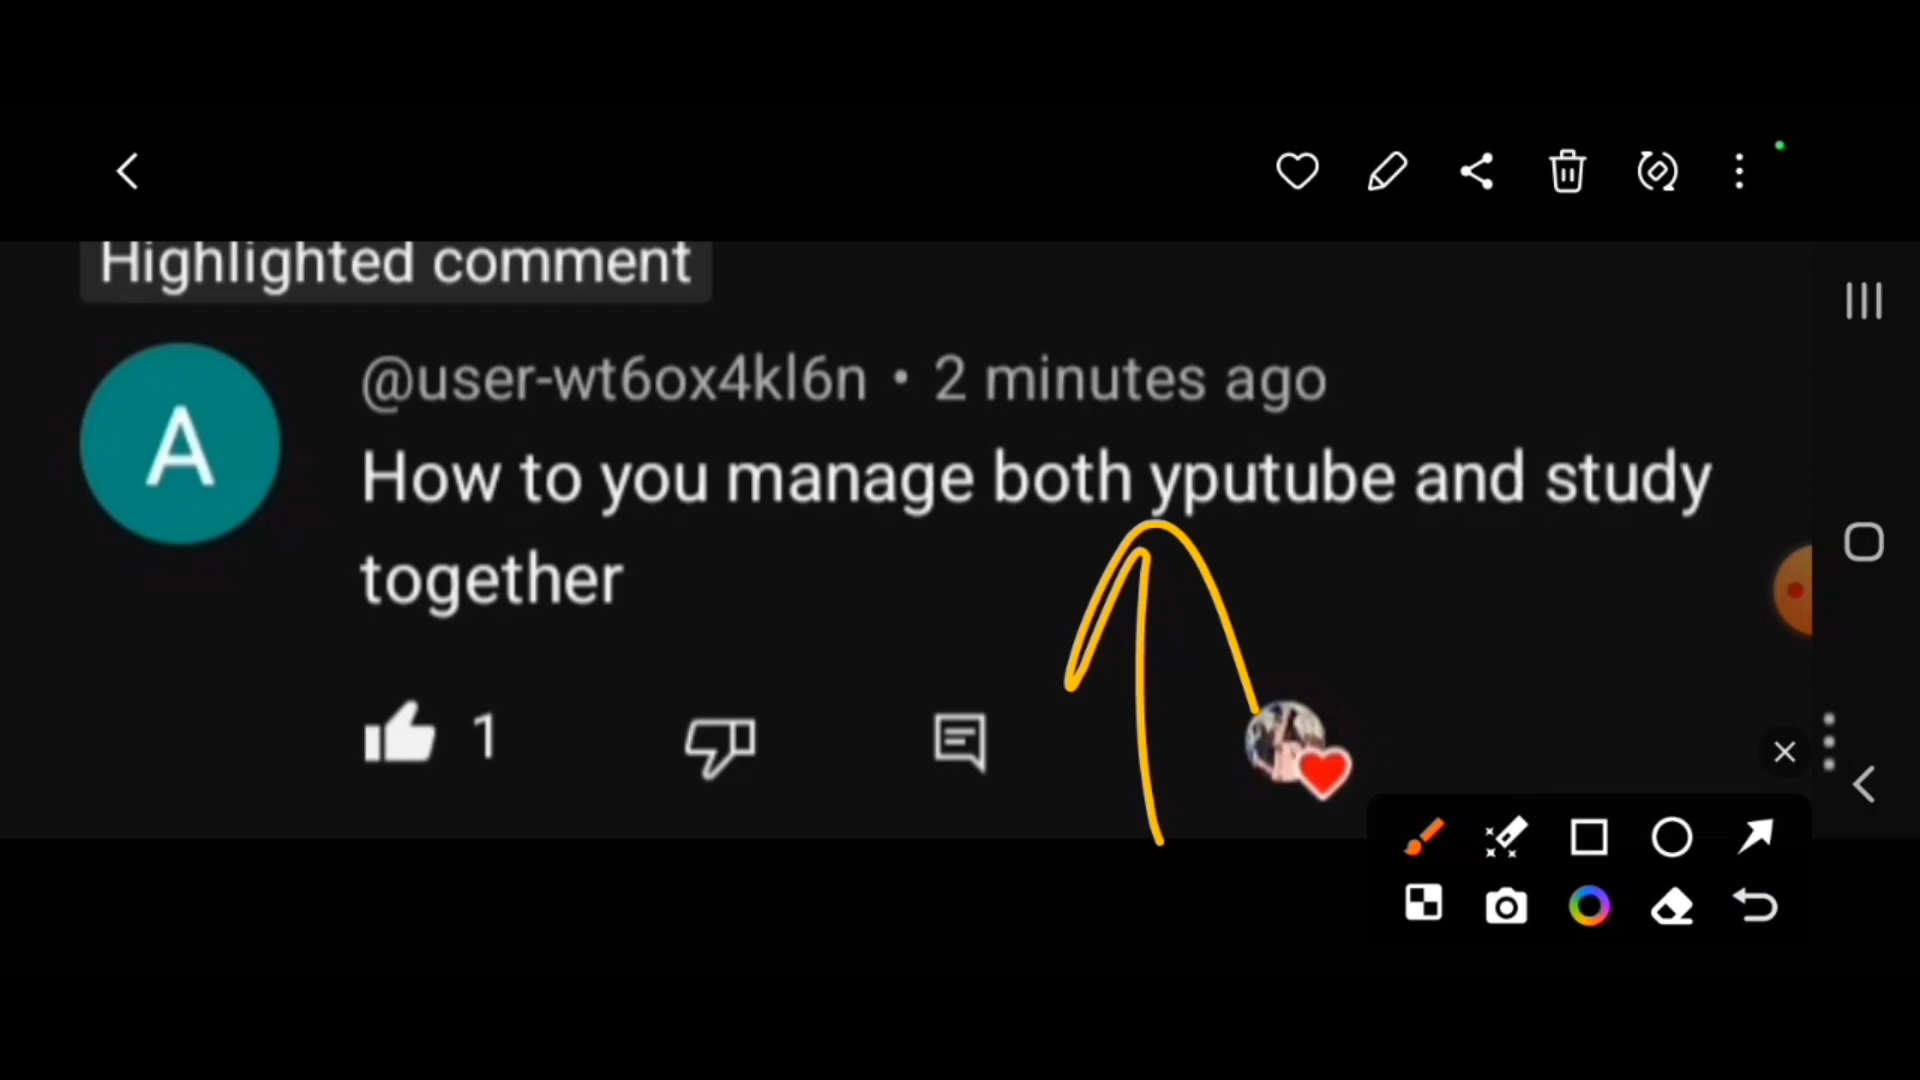 Highlighted comment
A
@user-wt6ox4kl6n • 2 minutes ago
How to you manage both yputube and study
together
1